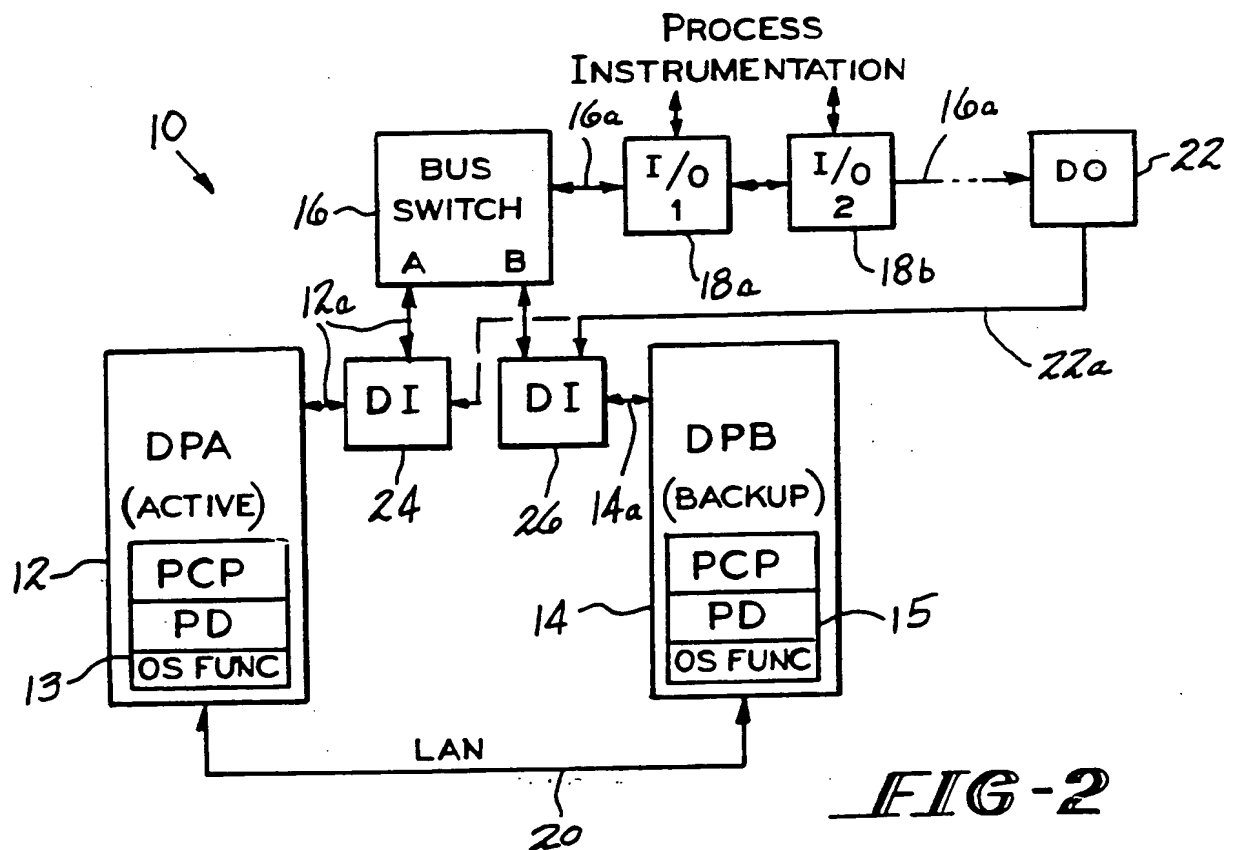 PROCESS
INSTRUMENTATION
10
16a
16a
BUS
SWITCH
A B
16
I/O
1
I/O
2
DO
22
18a
18b
12a
22a
DI
DI
24
26
14a
DPA
(ACTIVE)
DPB
(BACKUP)
12
PCP
PD
OS FUNC
13
14
PCP
PD
OS FUNC
15
LAN
20
FIG-2